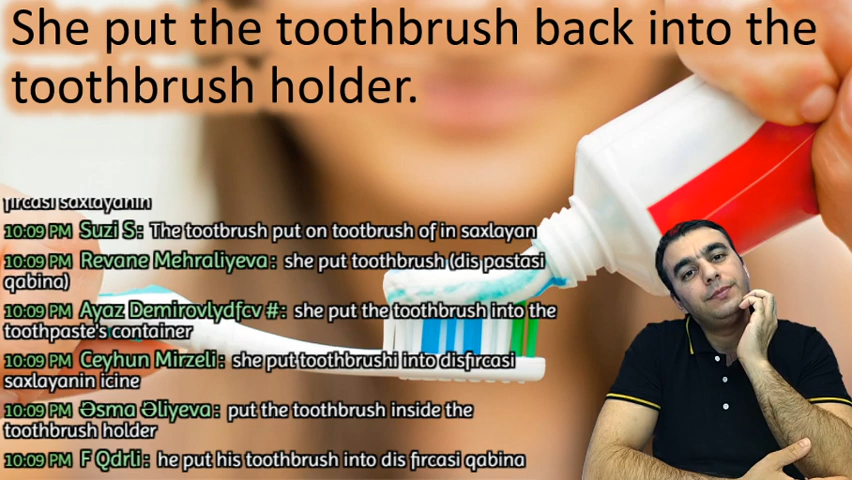 She put the toothbrush back into the
toothbrush holder.
fircasi saxlayanin
10:09 PM Suzi S: The tootbrush put on tootbrush of in saxlayan
10:09 PM Revane Mehraliyeva: she put toothbrush (dis pastasi
qabina)
10:09 PM Ayaz Demirovlydfcv #: she put the toothbrush into the
toothpaste's container
10:09 PM Ceyhun Mirzeli: she put toothbrushi into disfircasi
saxlayanin icine
10:09 PM Əsma Əliyeva: put the toothbrush inside the
toothbrush holder
10:09 PM F Qdrli: he put his toothbrush into dis fircasi qabina